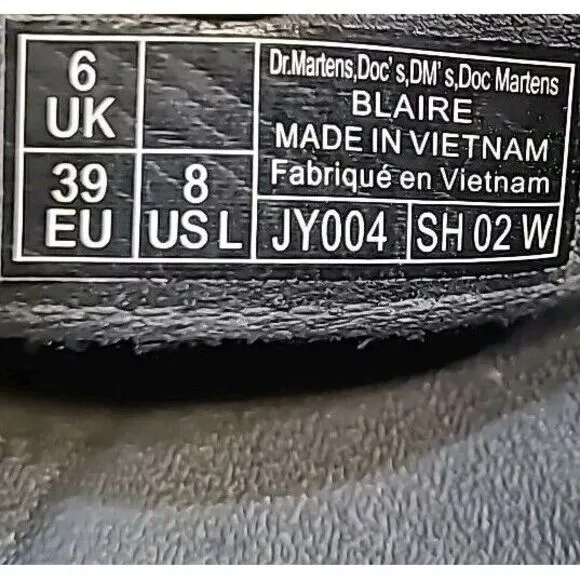 6
UK
39
EU
8
US L
Dr.Martens,Doc's,DM's,Doc Martens
BLAIRE
MADE IN VIETNAM
Fabriqué en Vietnam
JY004
SH 02 W